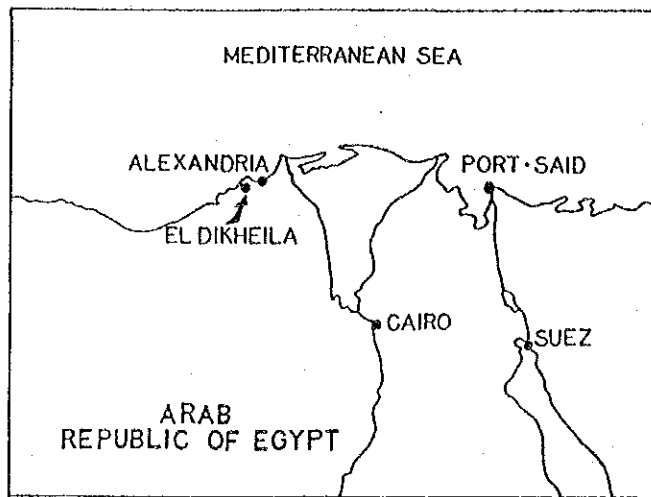 MEDITERRANEAN SEA
ALEXANDRIA
PORT·SAID
EL DIKHEILA
CAIRO
SUEZ
ARAB
REPUBLIC OF EGYPT